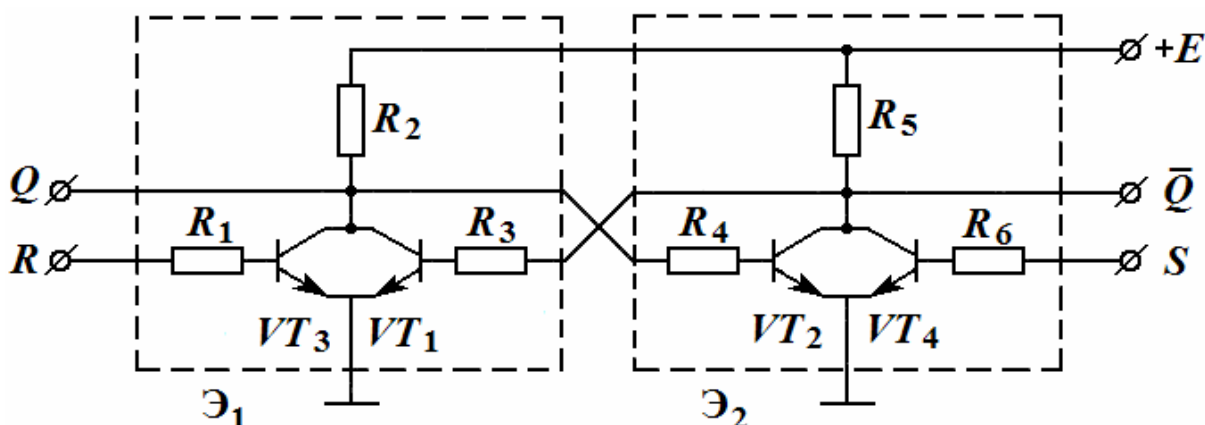 +E
R₂ R₅
Q Q̄
R₁ R₃ R₄ R₆
R S
VT₃ VT₁ VT₂ VT₄
Э₁ Э₂